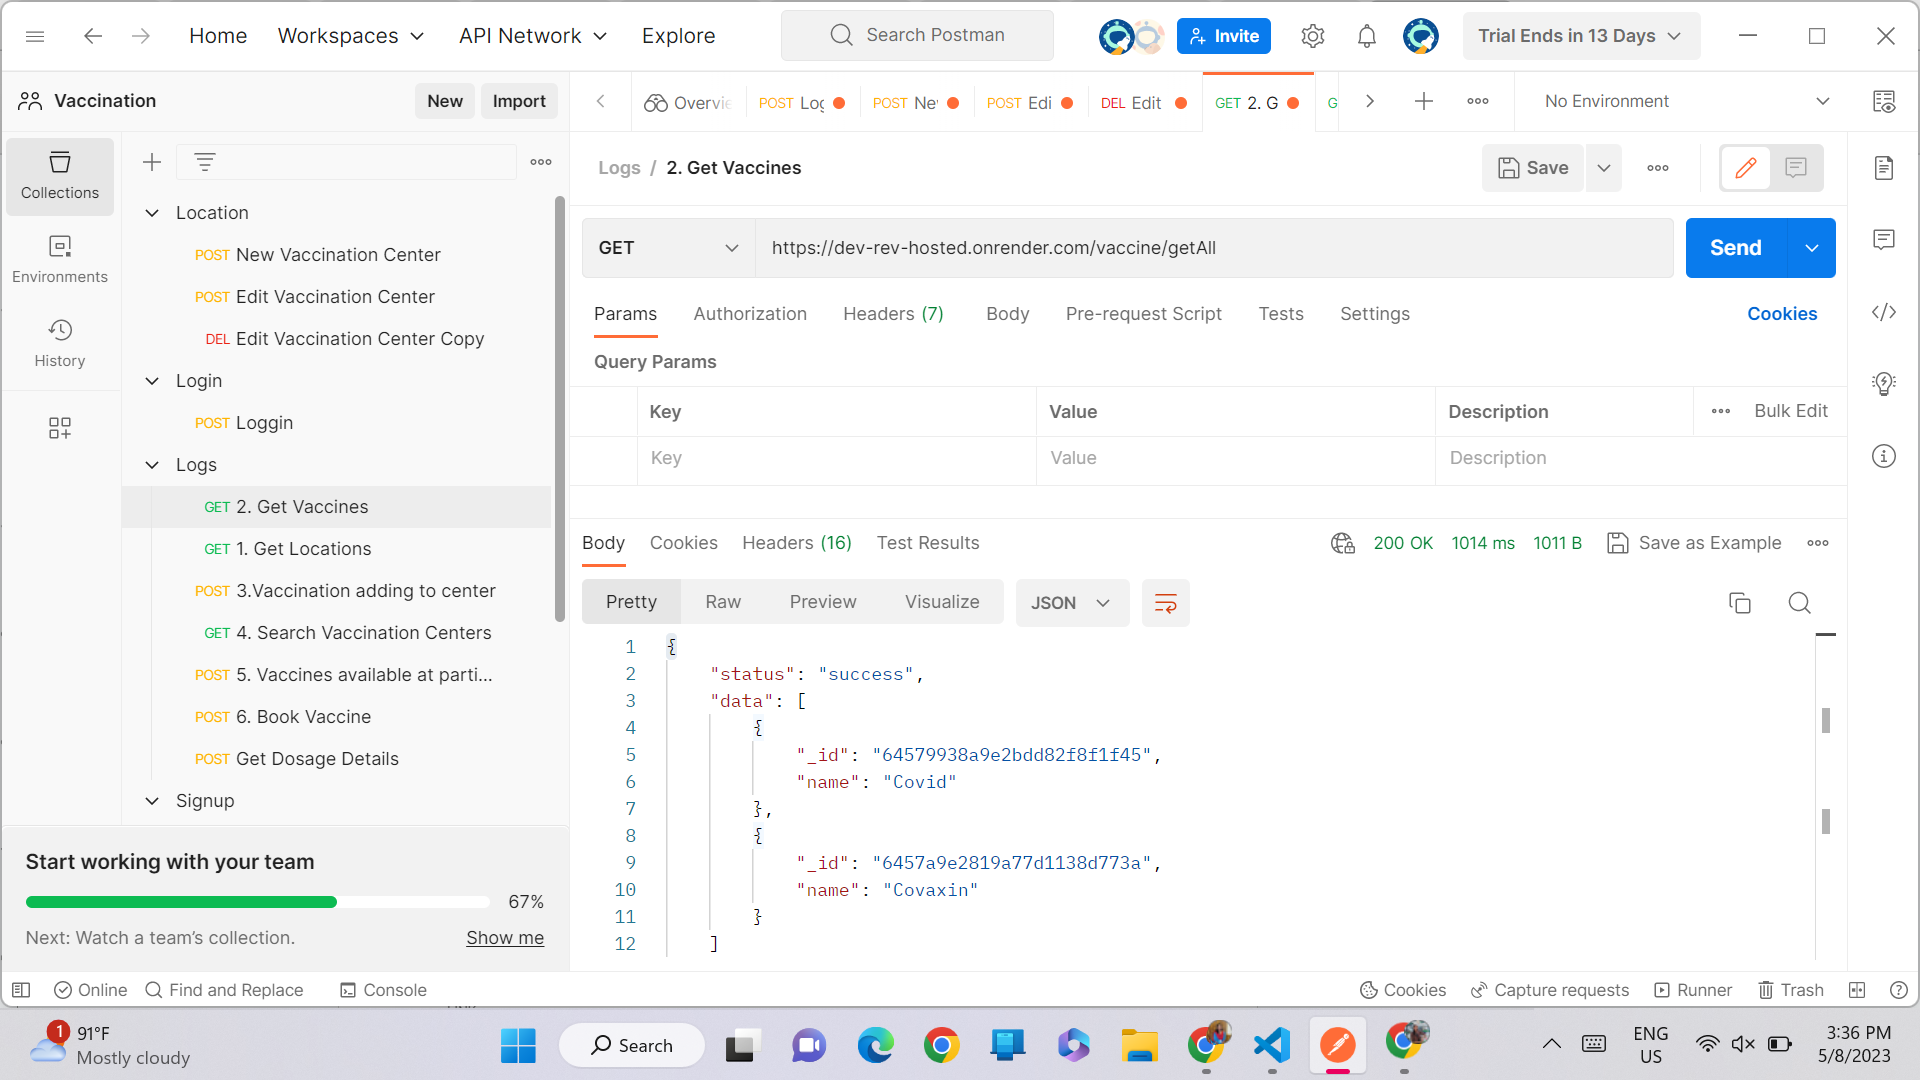 Home
Workspaces
API Network
Explore
Search Postman
Invite
Trial Ends in 13 Days
Vaccination
New
Import
Overvie
POST Log
POST Ne
POST Edi
DEL Edit
GET 2. G
G
No Environment
Collections
Environments
History
Location
POST New Vaccination Center
POST Edit Vaccination Center
DEL Edit Vaccination Center Copy
Login
POST Loggin
Logs
GET 2. Get Vaccines
GET 1. Get Locations
POST 3.Vaccination adding to center
GET 4. Search Vaccination Centers
POST 5. Vaccines available at parti...
POST 6. Book Vaccine
POST Get Dosage Details
Signup
Start working with your team
67%
Next: Watch a team's collection.
Show me
Logs / 2. Get Vaccines
Save
GET
https://dev-rev-hosted.onrender.com/vaccine/getAll
Send
Params
Authorization
Headers (7)
Body
Pre-request Script
Tests
Settings
Cookies
Query Params
Key
Value
Description
Bulk Edit
Key
Value
Description
Body
Cookies
Headers (16)
Test Results
200 OK
1014 ms
1011 B
Save as Example
Pretty
Raw
Preview
Visualize
JSON
1 {
2 "status": "success",
3 "data": [
4 {
5 "_id": "64579938a9e2bdd82f8f1f45",
6 "name": "Covid"
7 },
8 {
9 "_id": "6457a9e2819a77d1138d773a",
10 "name": "Covaxin"
11 }
12 ]
Online
Find and Replace
Console
Cookies
Capture requests
Runner
Trash
1
91°F
Mostly cloudy
Search
ENG
US
3:36 PM
5/8/2023